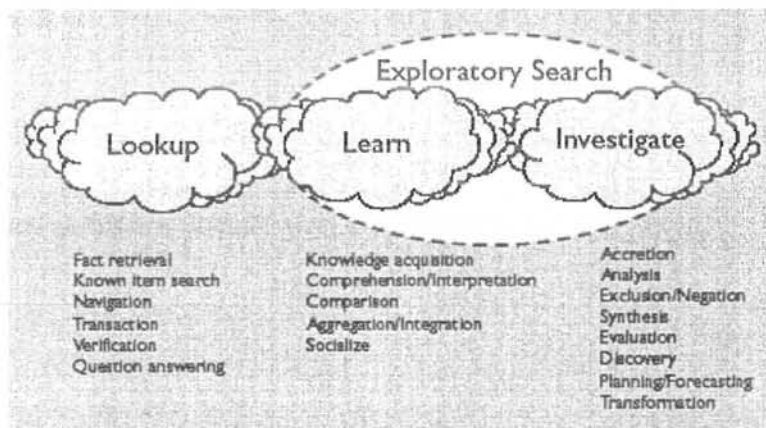 Exploratory Search
Lookup
Learn
Investigate
Fact retrieval
Known item search
Navigation
Transaction
Verification
Question answering
Knowledge acquisition
Comprehension/Interpretation
Comparison
Aggregation/Integration
Socialize
Accretion
Analysis
Exclusion/Negation
Synthesis
Evaluation
Discovery
Planning/Forecasting
Transformation